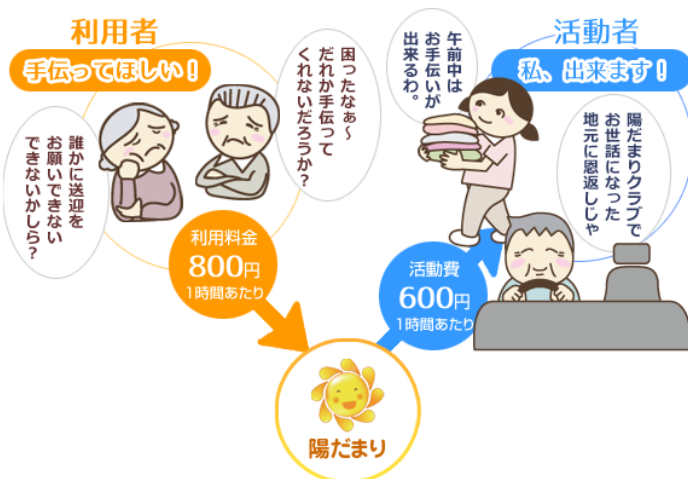 利用者
手伝ってほしい！
困ったなぁ～
だれか手伝って
くれないだろうか？
誰かに送迎を
お願いできない
できないかしら？
利用料金
800円
1時間あたり
活動者
私、出来ます！
午前中は
お手伝いが
出来るわ。
陽だまりクラブで
お世話になった
地元に恩返しじゃ
活動費
600円
1時間あたり
陽だまり